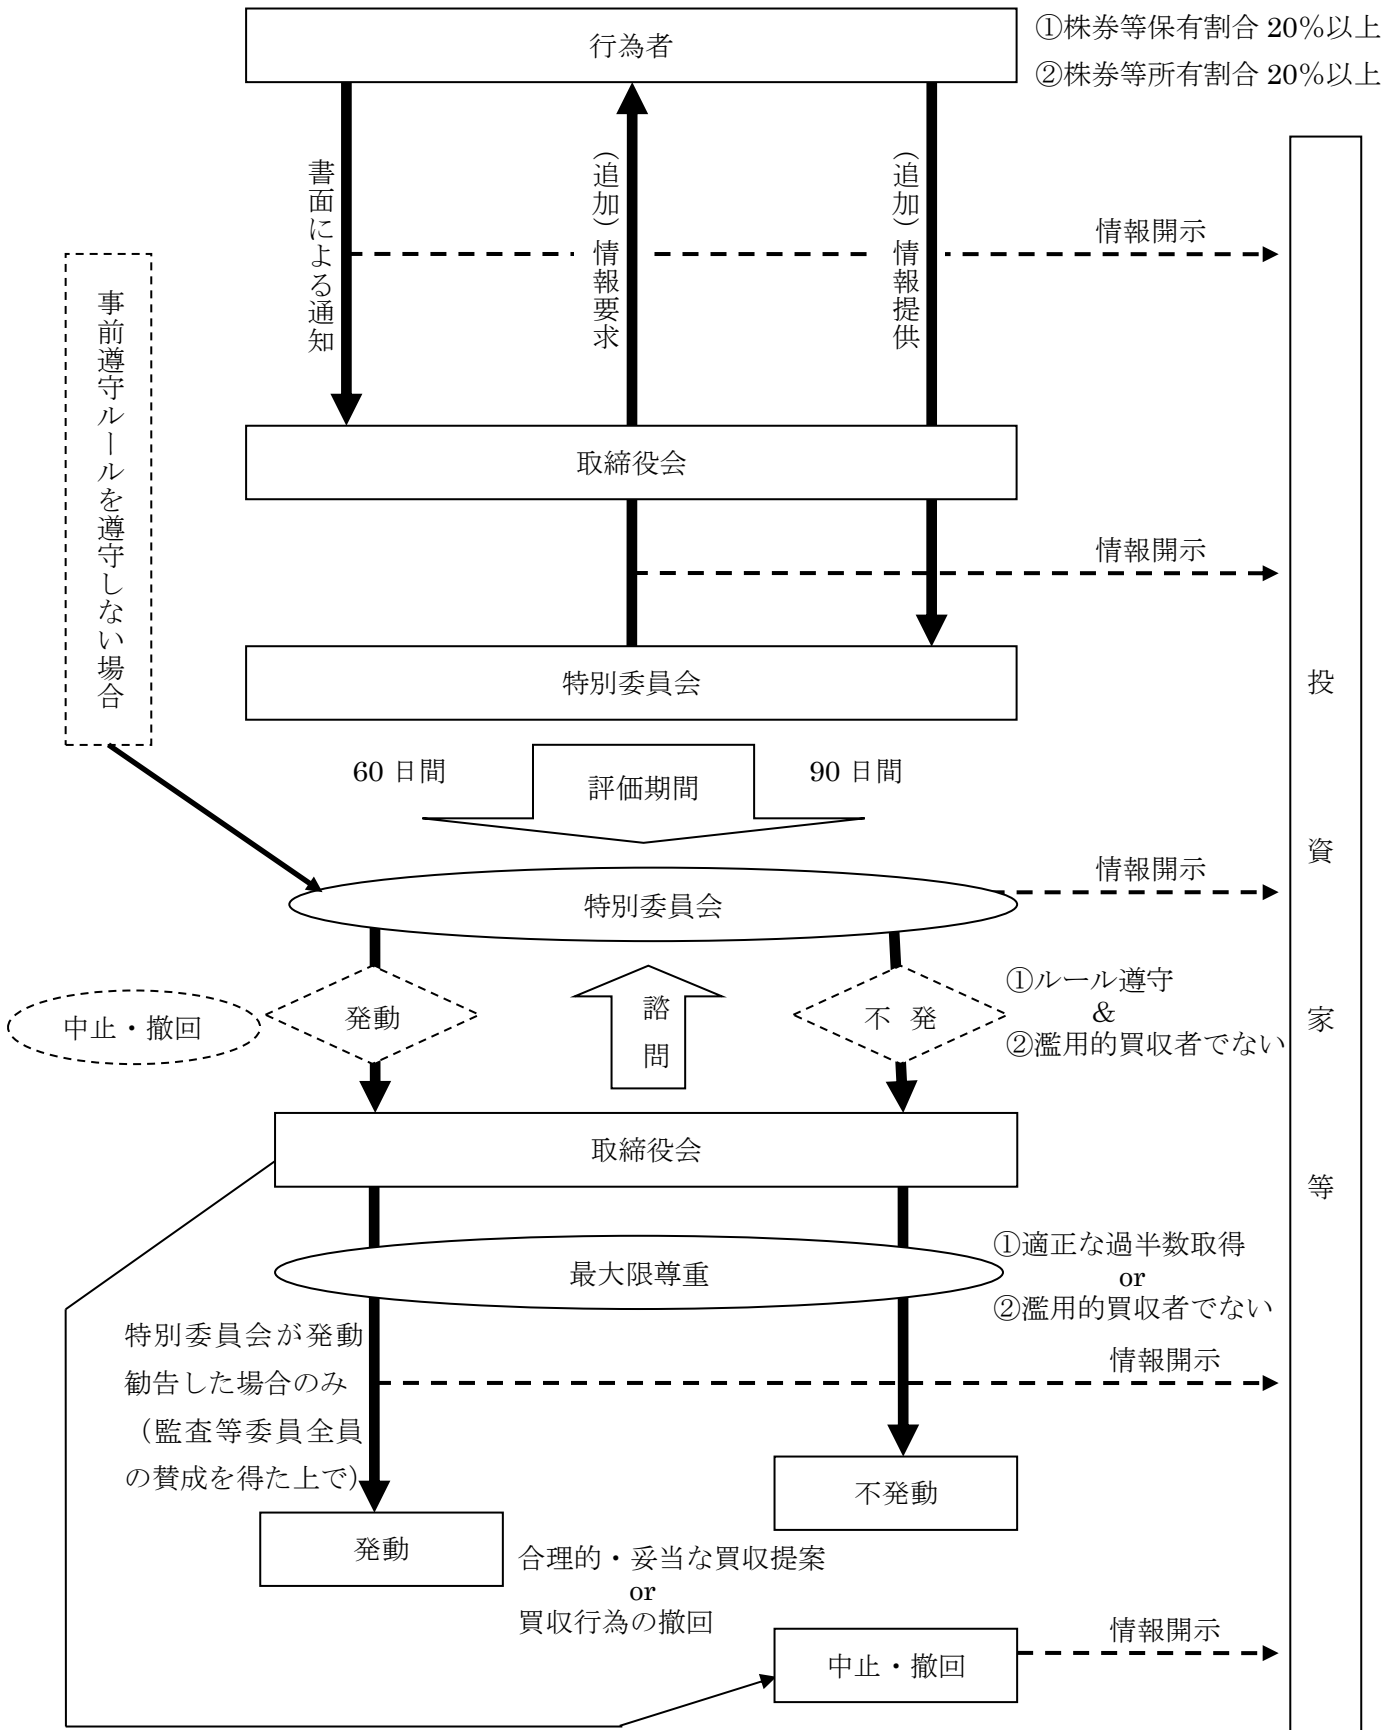 行為者
①株券等保有割合 20%以上
②株券等所有割合 20%以上
書面による通知
（追加）情報要求
（追加）情報提供
情報開示
事前遵守ルールを遵守しない場合
取締役会
情報開示
特別委員会
投資家等
60 日間
評価期間
90 日間
情報開示
特別委員会
中止・撤回
発動
諮問
不 発
①ルール遵守
&
②濫用的買収者でない
取締役会
最大限尊重
①適正な過半数取得
or
②濫用的買収者でない
特別委員会が発動
勧告した場合のみ
（監査等委員全員
の賛成を得た上で）
情報開示
不発動
発動
合理的・妥当な買収提案
or
買収行為の撤回
情報開示
中止・撤回